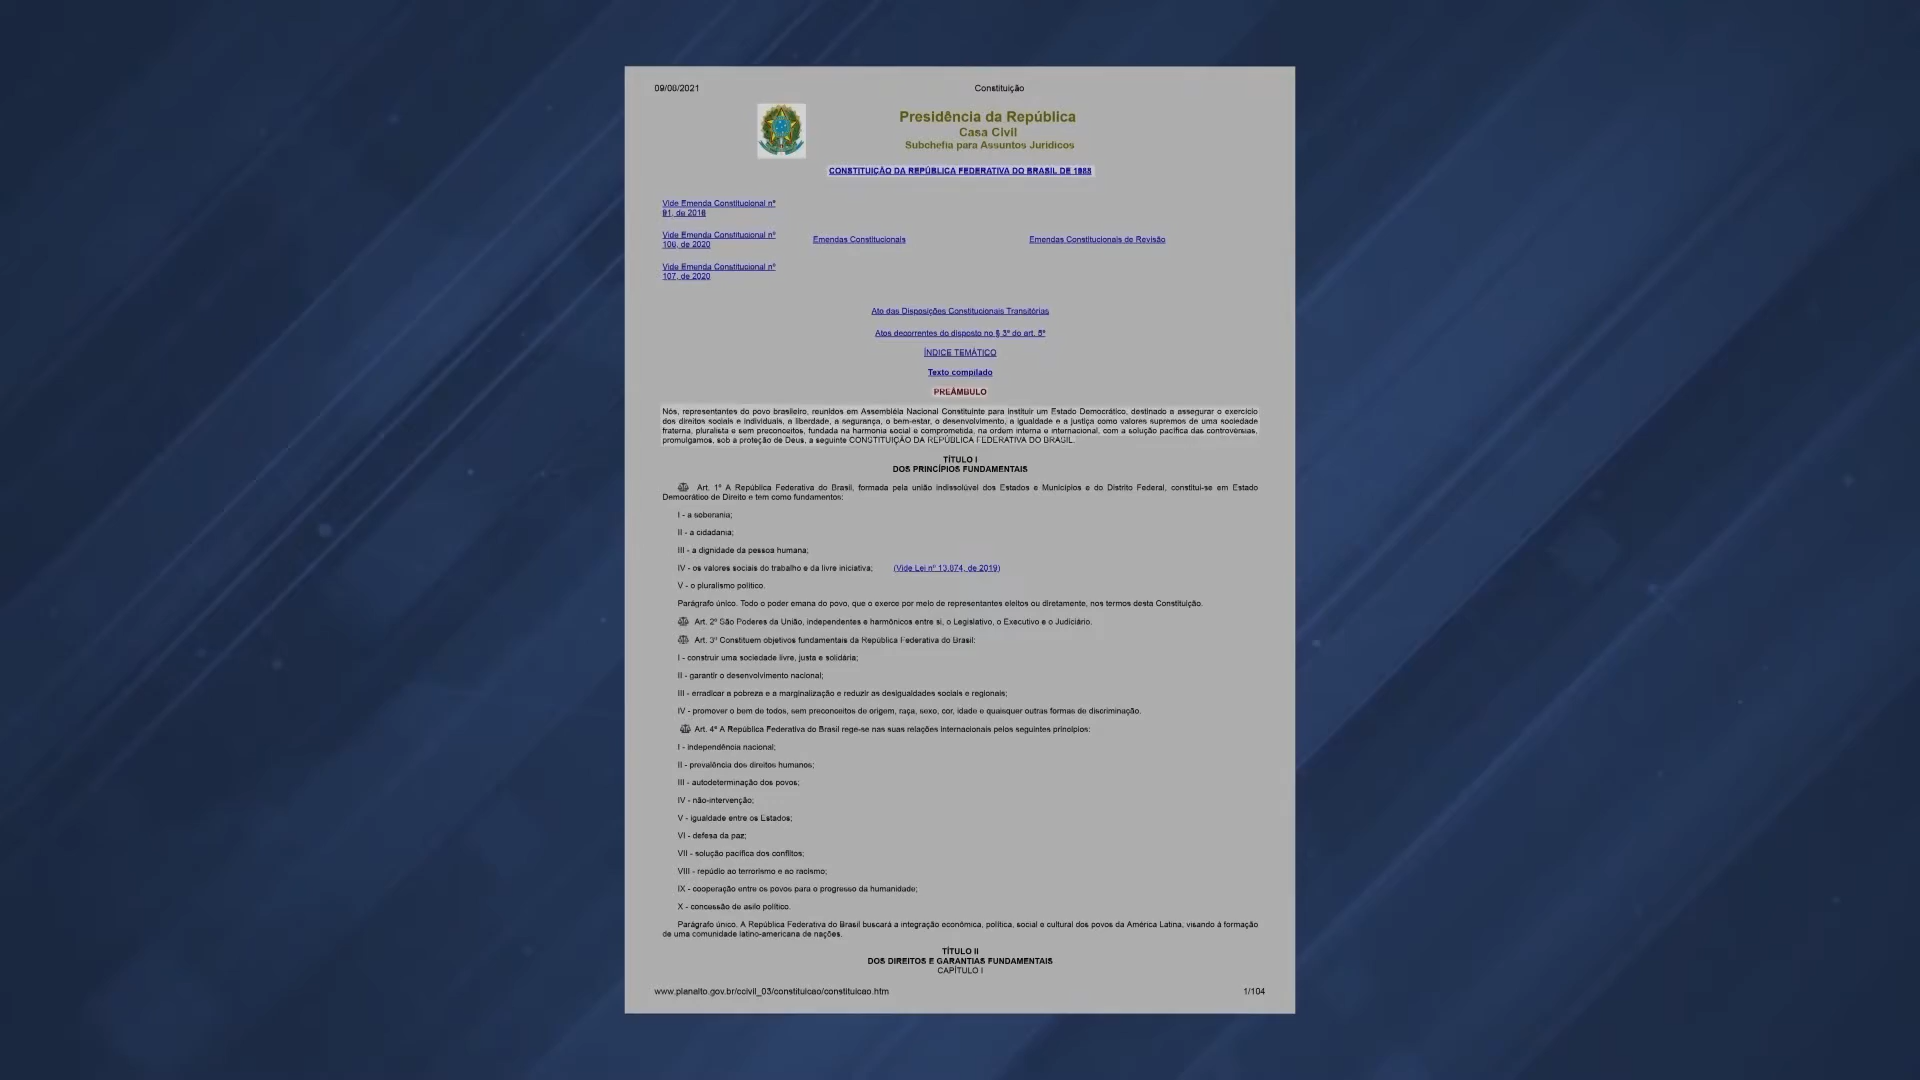 09/08/2021
Constituição
Presidência da República
Casa Civil
Subchefia para Assuntos Jurídicos
CONSTITUIÇÃO DA REPÚBLICA FEDERATIVA DO BRASIL DE 1988
Vide Emenda Constitucional nº
91, de 2016
Vide Emenda Constitucional nº
106, de 2020
Emendas Constitucionais
Emendas Constitucionais de Revisão
Vide Emenda Constitucional nº
107, de 2020
Ato das Disposições Constitucionais Transitórias
Atos decorrentes do disposto no § 3º do art. 5º
ÍNDICE TEMÁTICO
Texto compilado
PREÂMBULO
Nós, representantes do povo brasileiro, reunidos em Assembléia Nacional Constituinte para instituir um Estado Democrático, destinado a assegurar o exercício
dos direitos sociais e individuais, a liberdade, a segurança, o bem-estar, o desenvolvimento, a igualdade e a justiça como valores supremos de uma sociedade
fraterna, pluralista e sem preconceitos, fundada na harmonia social e comprometida, na ordem interna e internacional, com a solução pacífica das controvérsias,
promulgamos, sob a proteção de Deus, a seguinte CONSTITUIÇÃO DA REPÚBLICA FEDERATIVA DO BRASIL.
TÍTULO I
DOS PRINCÍPIOS FUNDAMENTAIS
Art. 1º A República Federativa do Brasil, formada pela união indissolúvel dos Estados e Municípios e do Distrito Federal, constitui-se em Estado
Democrático de Direito e tem como fundamentos:
I - a soberania;
II - a cidadania;
III - a dignidade da pessoa humana;
IV - os valores sociais do trabalho e da livre iniciativa; (Vide Lei nº 13.874, de 2019)
V - o pluralismo político.
Parágrafo único. Todo o poder emana do povo, que o exerce por meio de representantes eleitos ou diretamente, nos termos desta Constituição.
Art. 2º São Poderes da União, independentes e harmônicos entre si, o Legislativo, o Executivo e o Judiciário.
Art. 3º Constituem objetivos fundamentais da República Federativa do Brasil:
I - construir uma sociedade livre, justa e solidária;
II - garantir o desenvolvimento nacional;
III - erradicar a pobreza e a marginalização e reduzir as desigualdades sociais e regionais;
IV - promover o bem de todos, sem preconceitos de origem, raça, sexo, cor, idade e quaisquer outras formas de discriminação.
Art. 4º A República Federativa do Brasil rege-se nas suas relações internacionais pelos seguintes princípios:
I - independência nacional;
II - prevalência dos direitos humanos;
III - autodeterminação dos povos;
IV - não-intervenção;
V - igualdade entre os Estados;
VI - defesa da paz;
VII - solução pacífica dos conflitos;
VIII - repúdio ao terrorismo e ao racismo;
IX - cooperação entre os povos para o progresso da humanidade;
X - concessão de asilo político.
Parágrafo único. A República Federativa do Brasil buscará a integração econômica, política, social e cultural dos povos da América Latina, visando à formação
de uma comunidade latino-americana de nações.
TÍTULO II
DOS DIREITOS E GARANTIAS FUNDAMENTAIS
CAPÍTULO I
www.planalto.gov.br/ccivil_03/constituicao/constituicao.htm
1/104